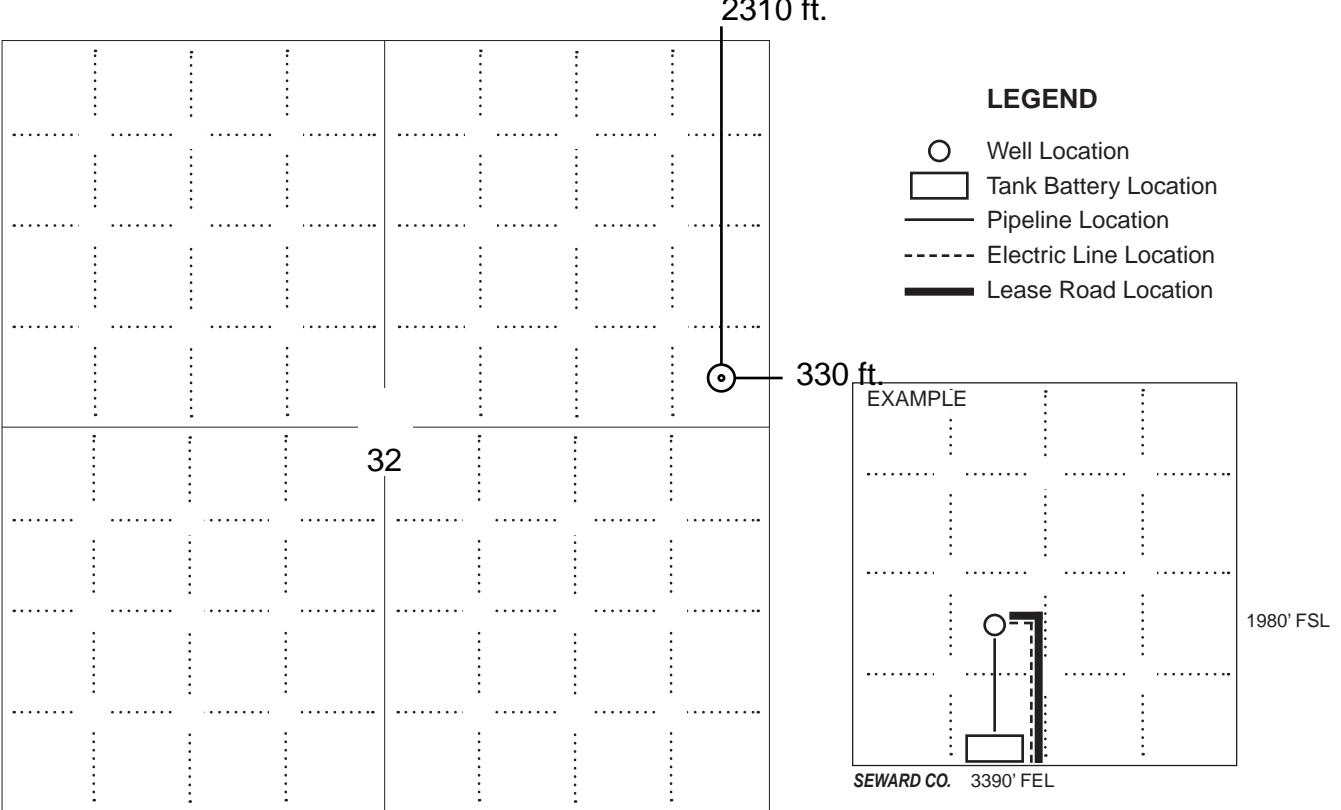 2310 ft.
LEGEND
Well Location
Tank Battery Location
Pipeline Location
Electric Line Location
Lease Road Location
330 ft.
EXAMPLE
32
1980’ FSL
SEWARD CO. 3390’ FEL